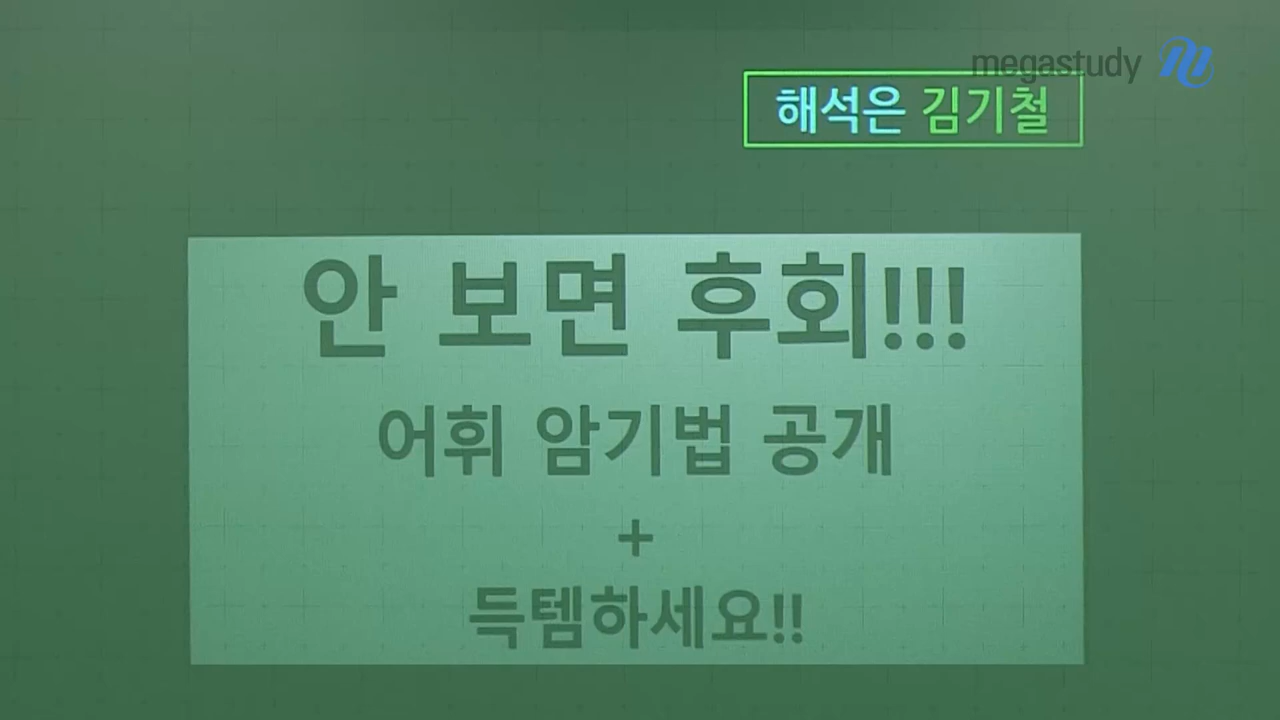 megastudy
해석은 김기철
안 보면 후회!!!
어휘 암기법 공개
+
득템하세요!!